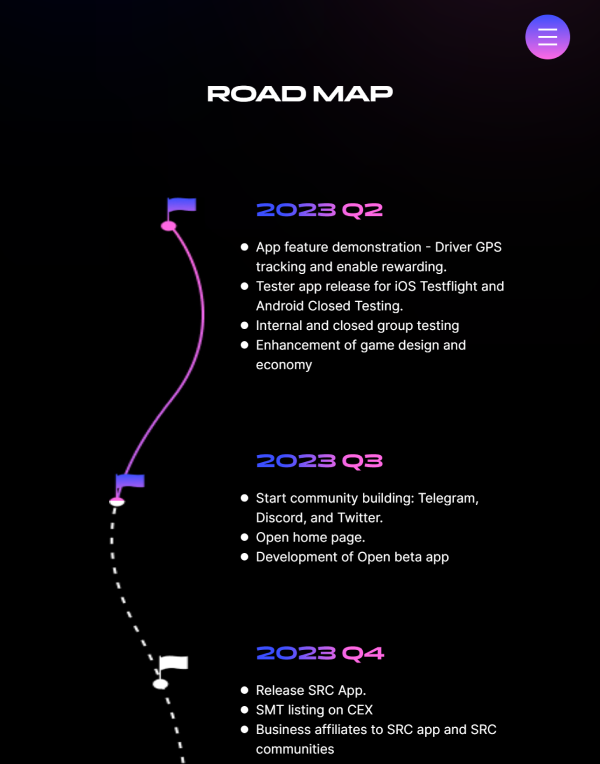 ROAD MAP
2023 Q2
● App feature demonstration - Driver GPS
tracking and enable rewarding.
● Tester app release for iOS Testflight and
Android Closed Testing.
● Internal and closed group testing
● Enhancement of game design and
economy
2023 Q3
● Start community building: Telegram,
Discord, and Twitter.
● Open home page.
● Development of Open beta app
2023 Q4
● Release SRC App.
● SMT listing on CEX
● Business affiliates to SRC app and SRC
communities